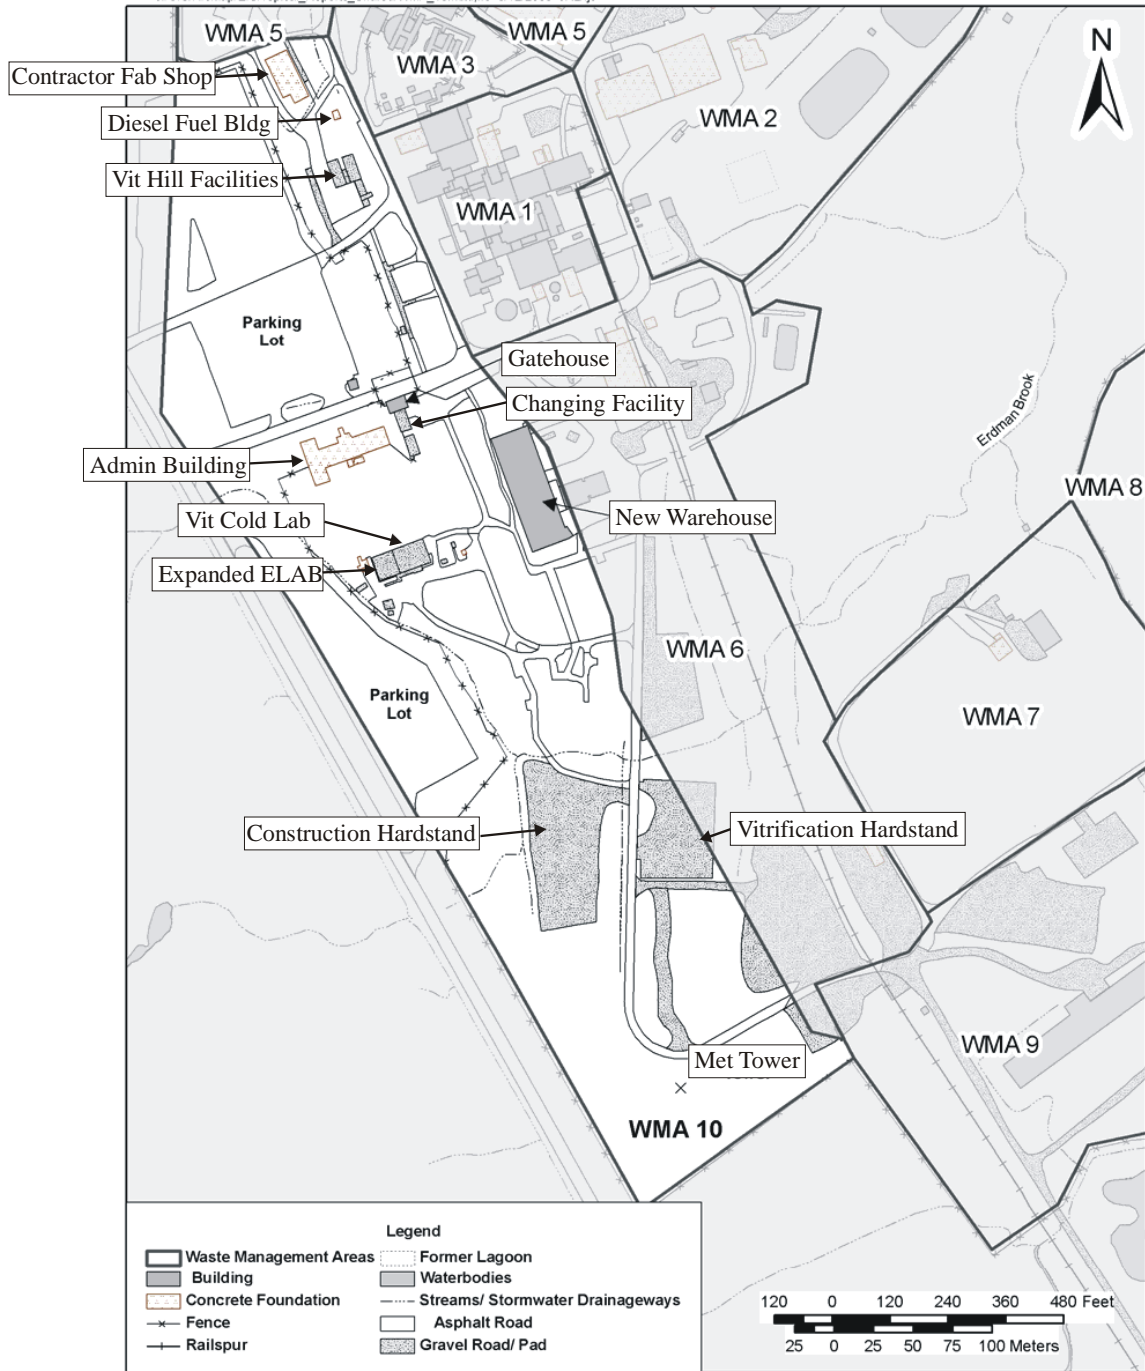 WMA 5
WMA 5
WMA 3
Contractor Fab Shop
Diesel Fuel Bldg
WMA 2
Vit Hill Facilities
WMA 1
N
Parking
Lot
Gatehouse
Changing Facility
Erdman Brook
Admin Building
WMA 8
Vit Cold Lab
New Warehouse
Expanded ELAB
WMA 6
Parking
Lot
WMA 7
Construction Hardstand
Vitrification Hardstand
WMA 9
Met Tower
WMA 10
Legend
Waste Management Areas
Former Lagoon
Building
Waterbodies
Concrete Foundation
Streams/ Stormwater Drainageways
Fence
Asphalt Road
Railspur
Gravel Road/ Pad
120 0 120 240 360 480 Feet
25 0 25 50 75 100 Meters